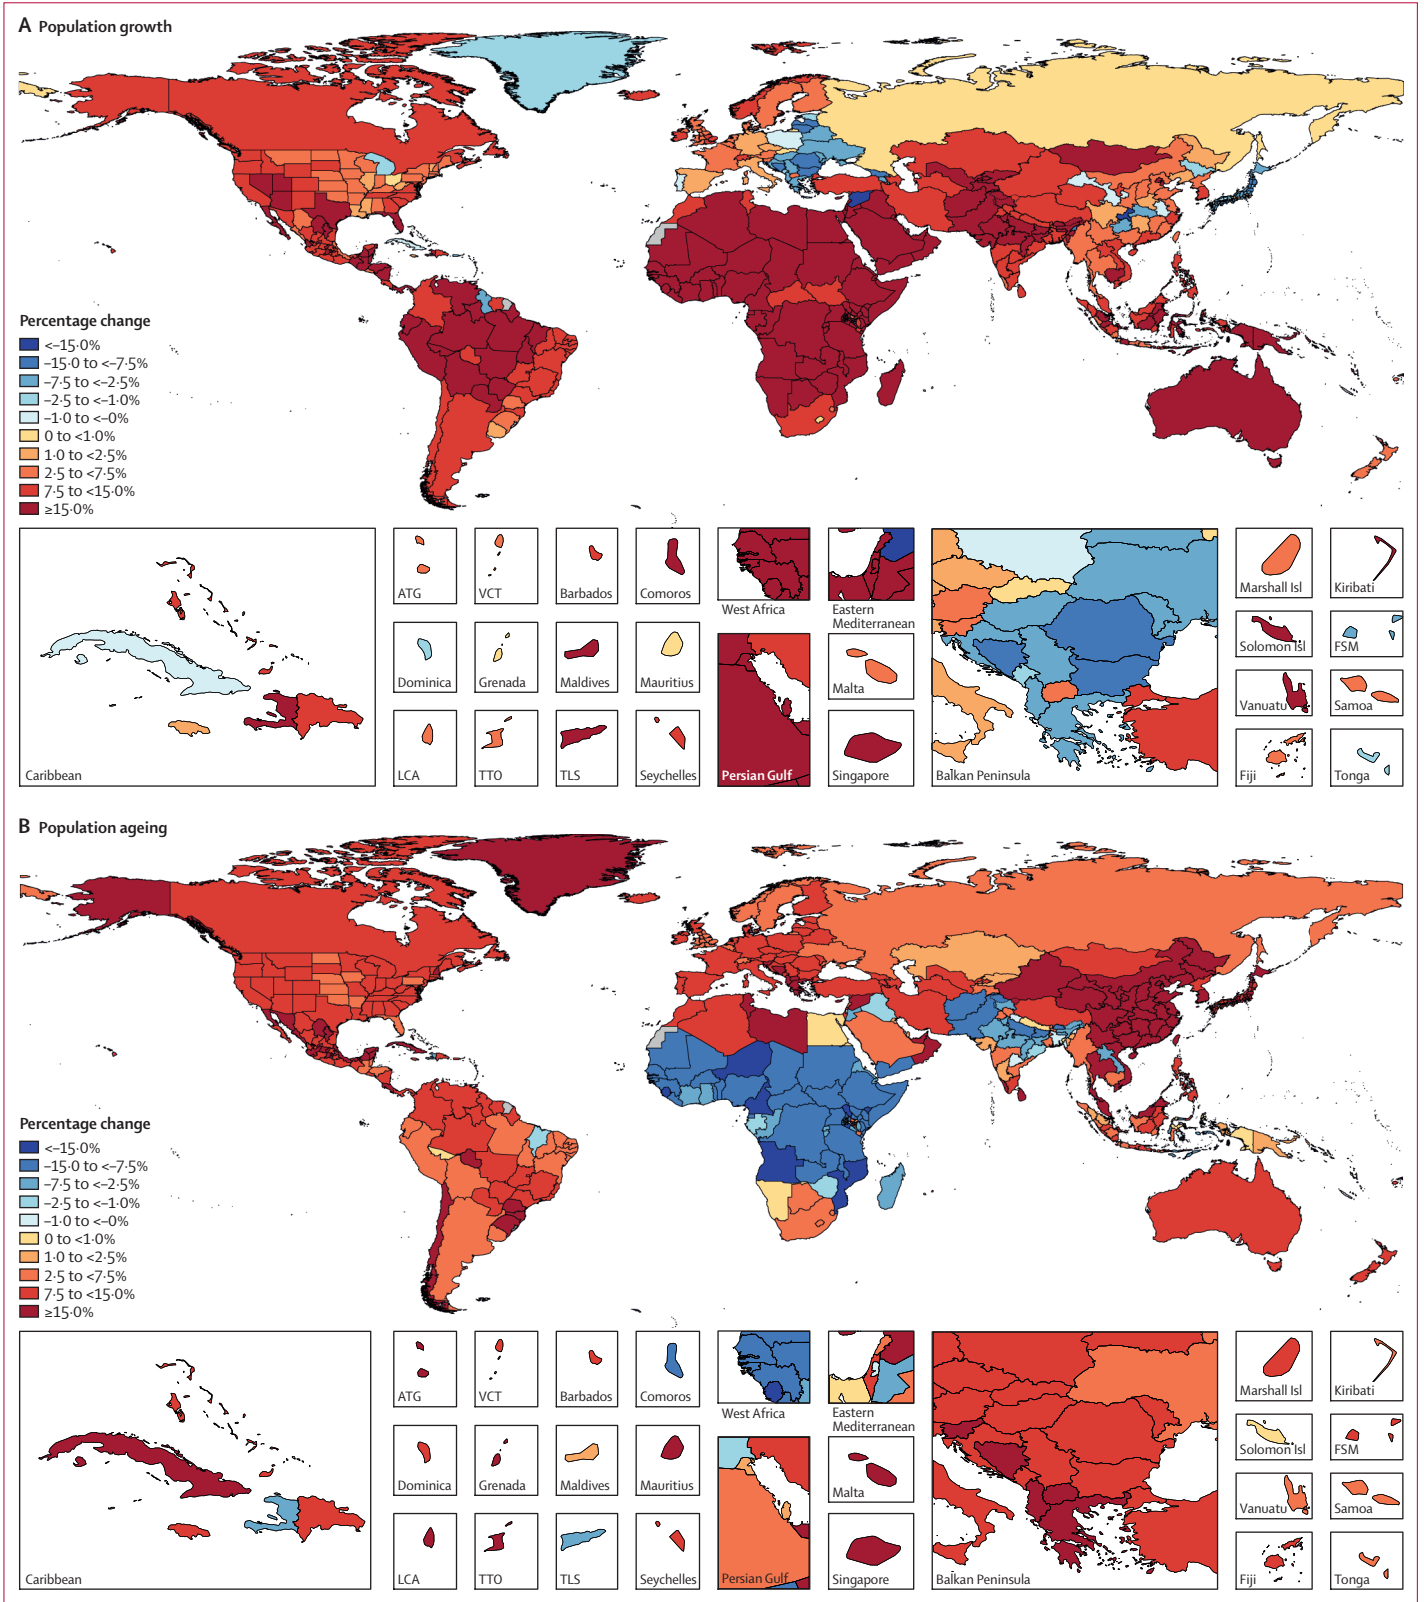 A Population growth
Percentage change
<–15·0%
–15·0 to <–7·5%
–7·5 to <–2·5%
–2·5 to <–1·0%
–1·0 to <–0%
0 to <1·0%
1·0 to <2·5%
2·5 to <7·5%
7·5 to <15·0%
≥15·0%
Caribbean
ATG
VCT
Barbados
Comoros
West Africa
Eastern
Mediterranean
Marshall Isl
Kiribati
Dominica
Grenada
Maldives
Mauritius
Malta
Solomon Isl
FSM
Vanuatu
Samoa
LCA
TTO
TLS
Seychelles
Persian Gulf
Singapore
Balkan Peninsula
Fiji
Tonga
B Population ageing
Percentage change
<–15·0%
–15·0 to <–7·5%
–7·5 to <–2·5%
–2·5 to <–1·0%
–1·0 to <–0%
0 to <1·0%
1·0 to <2·5%
2·5 to <7·5%
7·5 to <15·0%
≥15·0%
Caribbean
ATG
VCT
Barbados
Comoros
West Africa
Eastern
Mediterranean
Marshall Isl
Kiribati
Dominica
Grenada
Maldives
Mauritius
Malta
Solomon Isl
FSM
Vanuatu
Samoa
LCA
TTO
TLS
Seychelles
Persian Gulf
Singapore
Balkan Peninsula
Fiji
Tonga